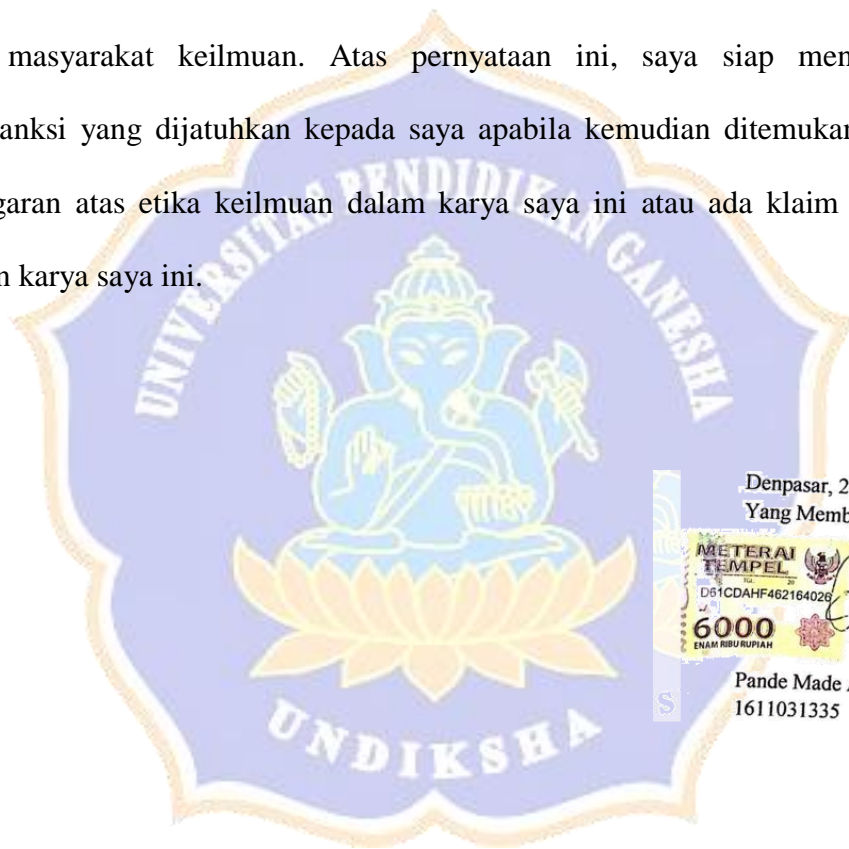 masyarakat keilmuan. Atas pernyataan ini, saya siap men
anksi yang dijatuhkan kepada saya apabila kemudian ditemukan
garan atas etika keilmuan dalam karya saya ini atau ada klaim
n karya saya ini.
UNIVERSITAS PENDIDIKAN GANESHA
Denpasar, 2
Yang Memb
METERAI
TEMPEL
TGL. 20
D61CDAHF462164026
6000
ENAM RIBU RUPIAH
Pande Made
1611031335
S
UNDIKSHA